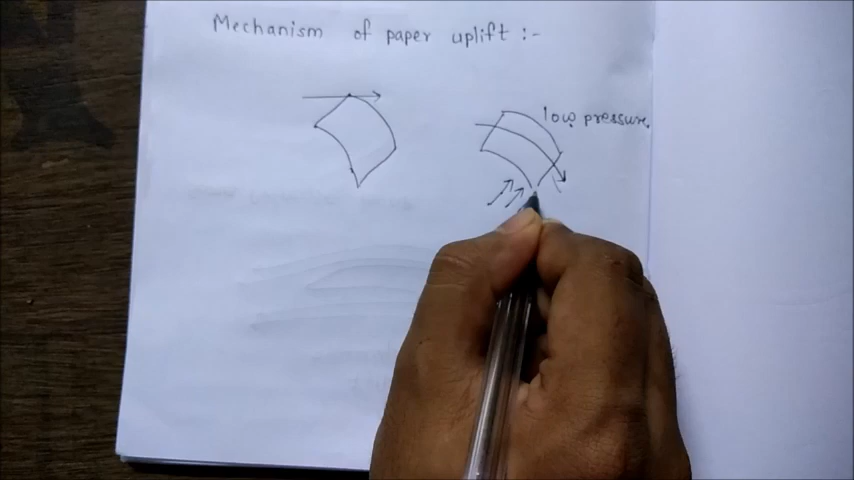 Mechanism of paper uplift :-
low pressure.